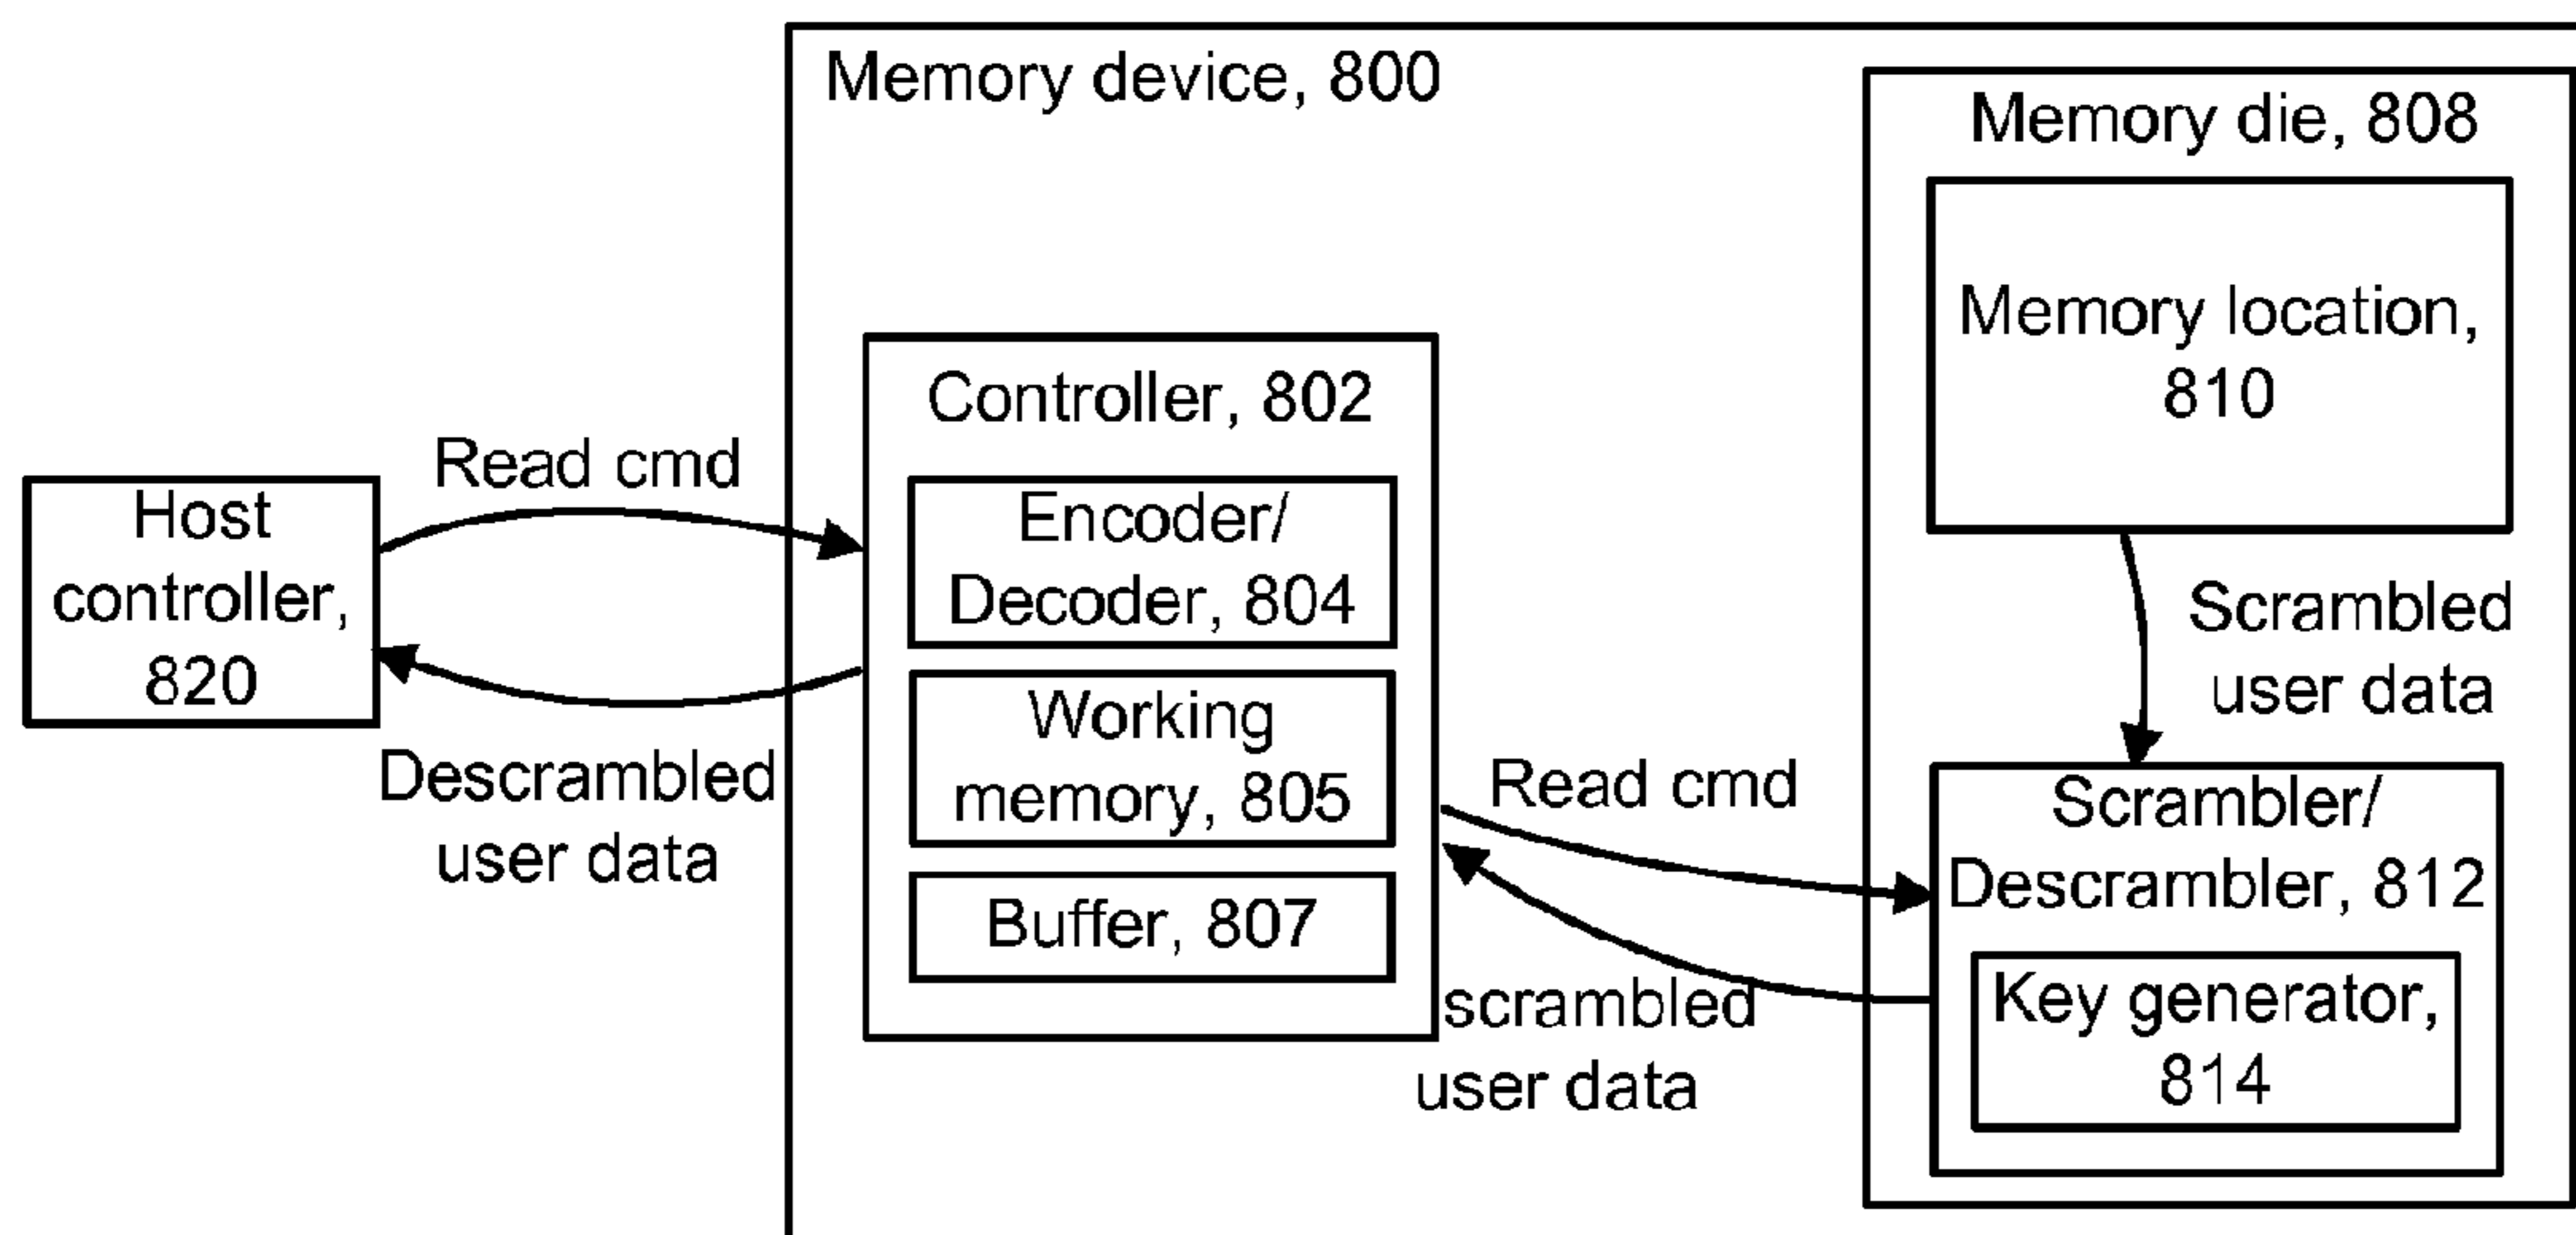 Memory device, 800
Memory die, 808
Memory location,
810
Controller, 802
Read cmd
Host
controller,
820
Encoder/
Decoder, 804
Scrambled
user data
Working
memory, 805
Descrambled
user data
Read cmd
Scrambler/
Descrambler, 812
Buffer, 807
scrambled
user data
Key generator,
814